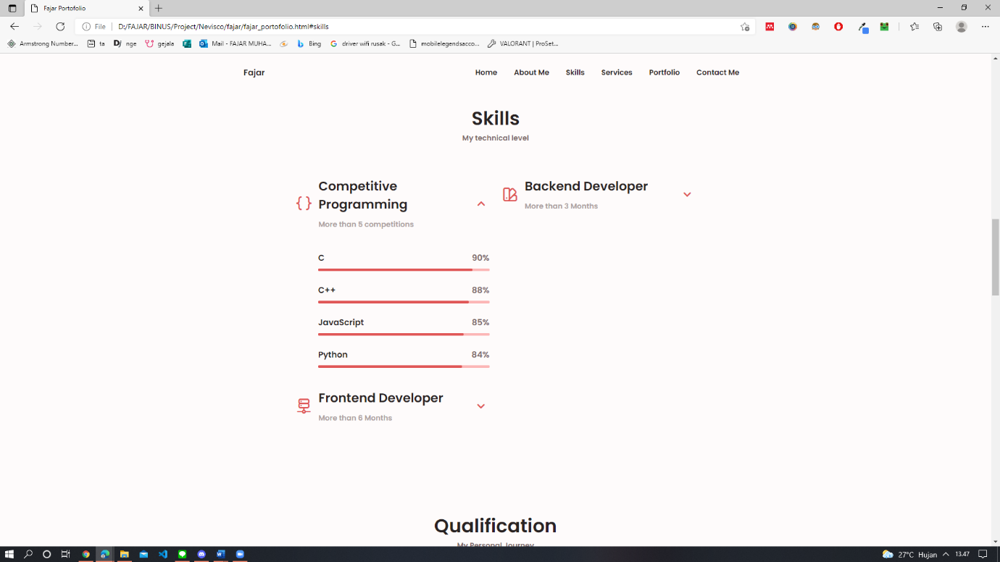 Fajar Portofolio
File
D:/FAJAR/BINUS/Project/Nevisco/fajar/fajar_portofolio.html#skills
Armstrong Number...
ta
nge
gejala
Mail - FAJAR MUHA...
Bing
driver wifi rusak - G...
mobilelegendsacco...
VALORANT | ProSet...
Fajar
Home
About Me
Skills
Services
Portfolio
Contact Me
Skills
My technical level
Competitive
Programming
More than 5 competitions
C 90%
C++ 88%
JavaScript 85%
Python 84%
Frontend Developer
More than 6 Months
Backend Developer
More than 3 Months
Qualification
My Personal Journey
27°C Hujan
13.47